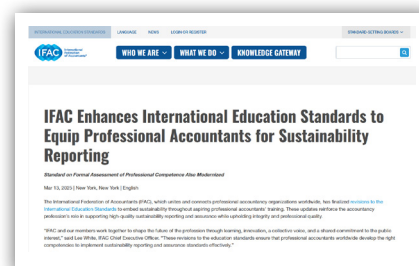 INTERNATIONAL EDUCATION STANDARDS LANGUAGE NEWS LOGIN OR REGISTER STANDARD-SETTING BOARDS
IFAC International Federation of Accountants WHO WE ARE WHAT WE DO KNOWLEDGE GATEWAY
IFAC Enhances International Education Standards to
Equip Professional Accountants for Sustainability
Reporting
Standard on Formal Assessment of Professional Competence Also Modernized
Mar 13, 2025 | New York, New York | English
The International Federation of Accountants (IFAC), which unites and connects professional accountancy organizations worldwide, has finalized revisions to the
International Education Standards to embed sustainability throughout aspiring professional accountants' training. These updates reinforce the accountancy
profession's role in supporting high quality sustainability reporting and assurance while upholding integrity and professional quality.
"IFAC and our members work together to shape the future of the profession through learning, innovation, a collective voice, and a shared commitment to the public
interest," said Lee White, IFAC Chief Executive Officer. "These revisions to the education standards ensure that professional accountants worldwide develop the right
competencies to implement sustainability reporting and assurance standards effectively."